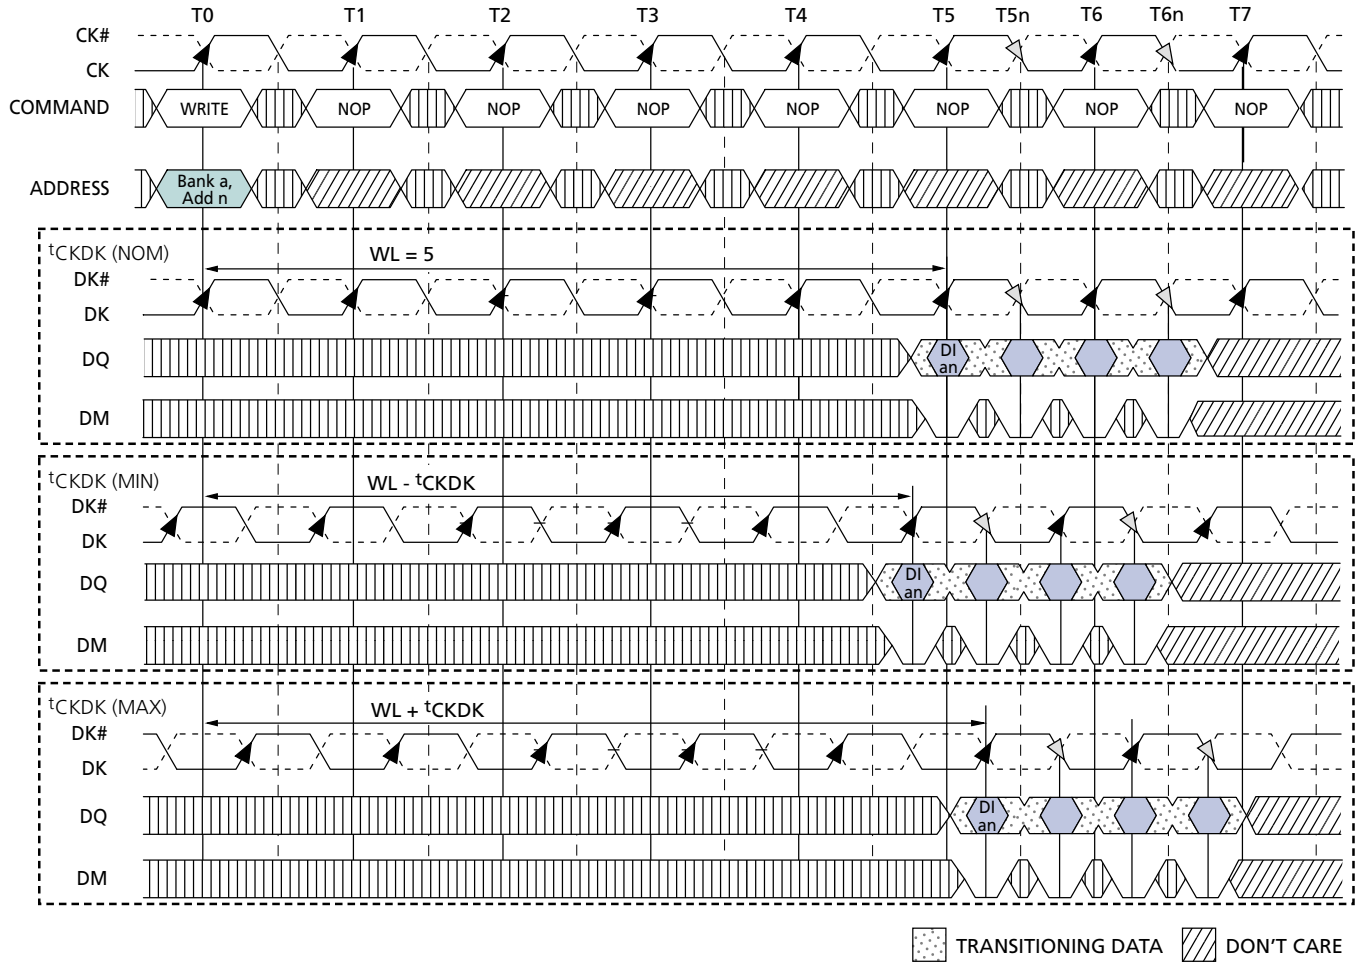 T0 T1 T2 T3 T4 T5 T5n T6 T6n T7
CK#
CK
COMMAND WRITE NOP NOP NOP NOP NOP NOP NOP
ADDRESS Bank a,
Add n
tCKDK (NOM)
WL = 5
DK#
DK
DQ DI
an
DM
tCKDK (MIN)
WL - tCKDK
DK#
DK
DQ DI
an
DM
tCKDK (MAX)
WL + tCKDK
DK#
DK
DQ DI
an
DM
TRANSITIONING DATA DON'T CARE